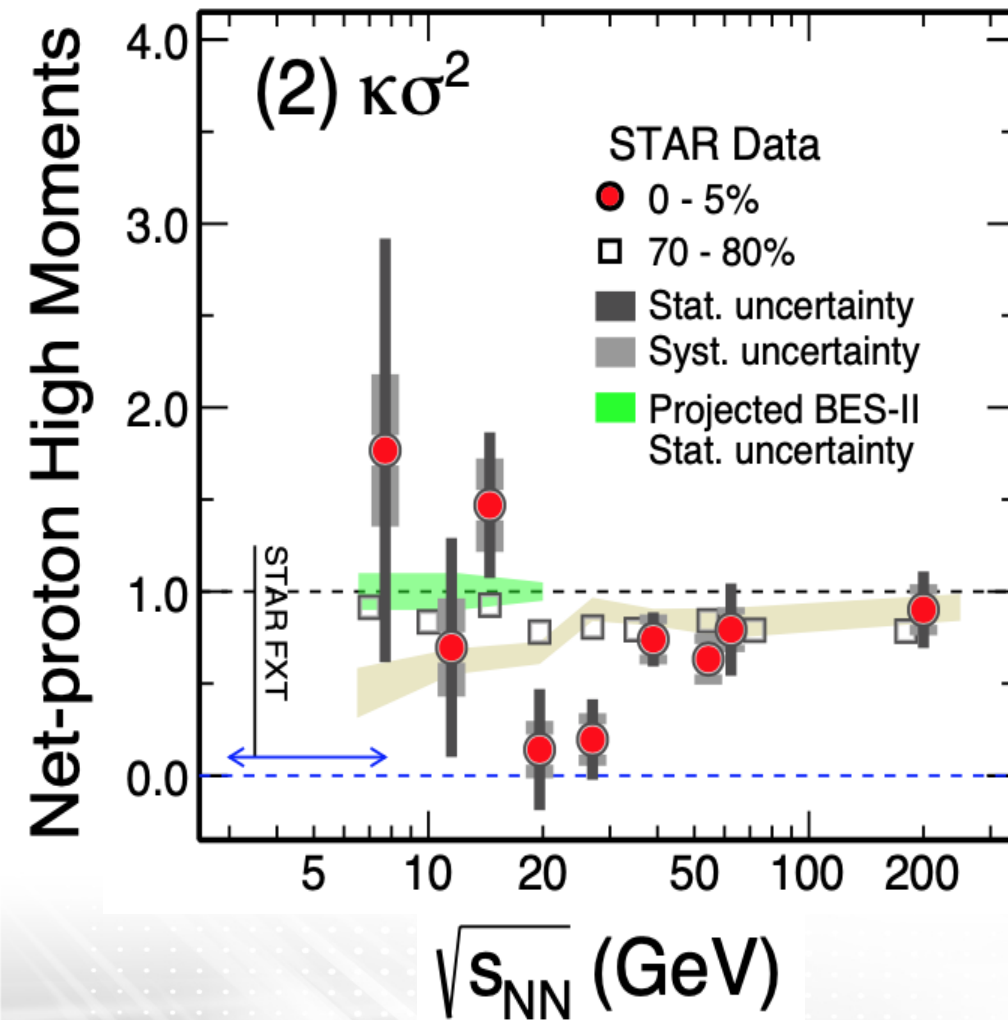 Net-proton High Moments
(2) κσ²
4.0
3.0
2.0
1.0
0.0
STAR Data
0 - 5%
70 - 80%
Stat. uncertainty
Syst. uncertainty
Projected BES-II
Stat. uncertainty
STAR FXT
5 10 20 50 100 200
√sNN (GeV)